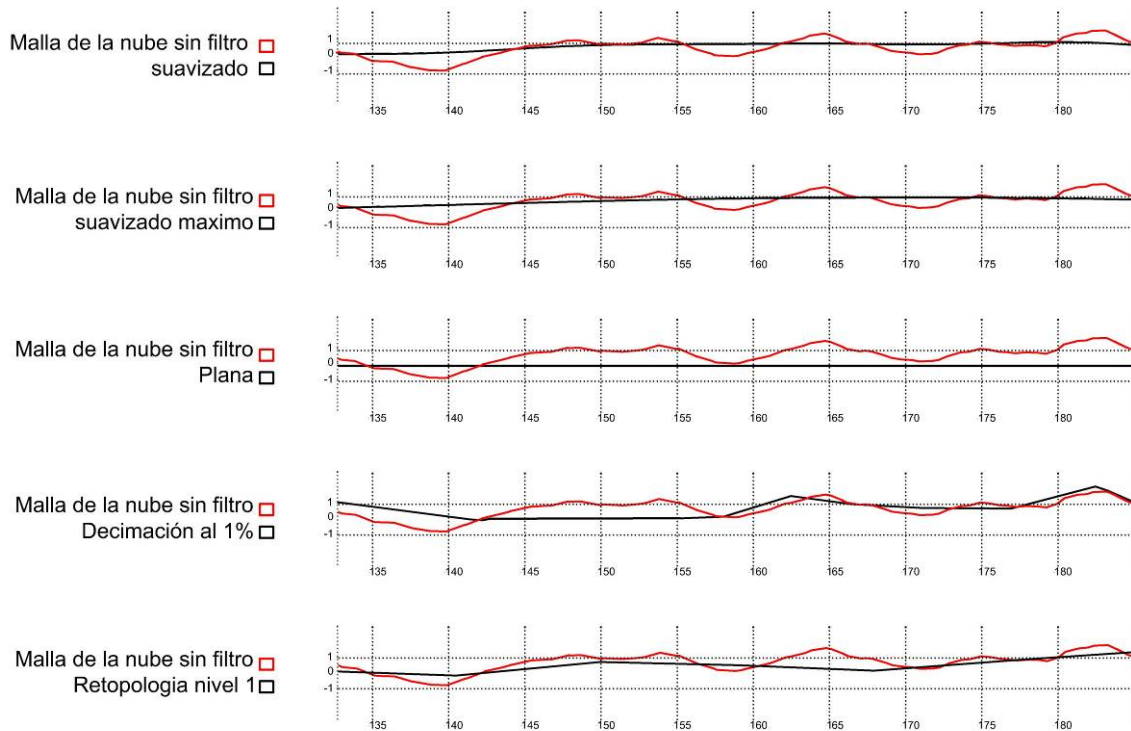 Malla de la nube sin filtro
suavizado
1
0
-1
135 140 145 150 155 160 165 170 175 180
Malla de la nube sin filtro
suavizado maximo
1
0
-1
135 140 145 150 155 160 165 170 175 180
Malla de la nube sin filtro
Plana
1
0
-1
135 140 145 150 155 160 165 170 175 180
Malla de la nube sin filtro
Decimación al 1%
1
0
-1
135 140 145 150 155 160 165 170 175 180
Malla de la nube sin filtro
Retopologia nivel 1
1
0
-1
135 140 145 150 155 160 165 170 175 180